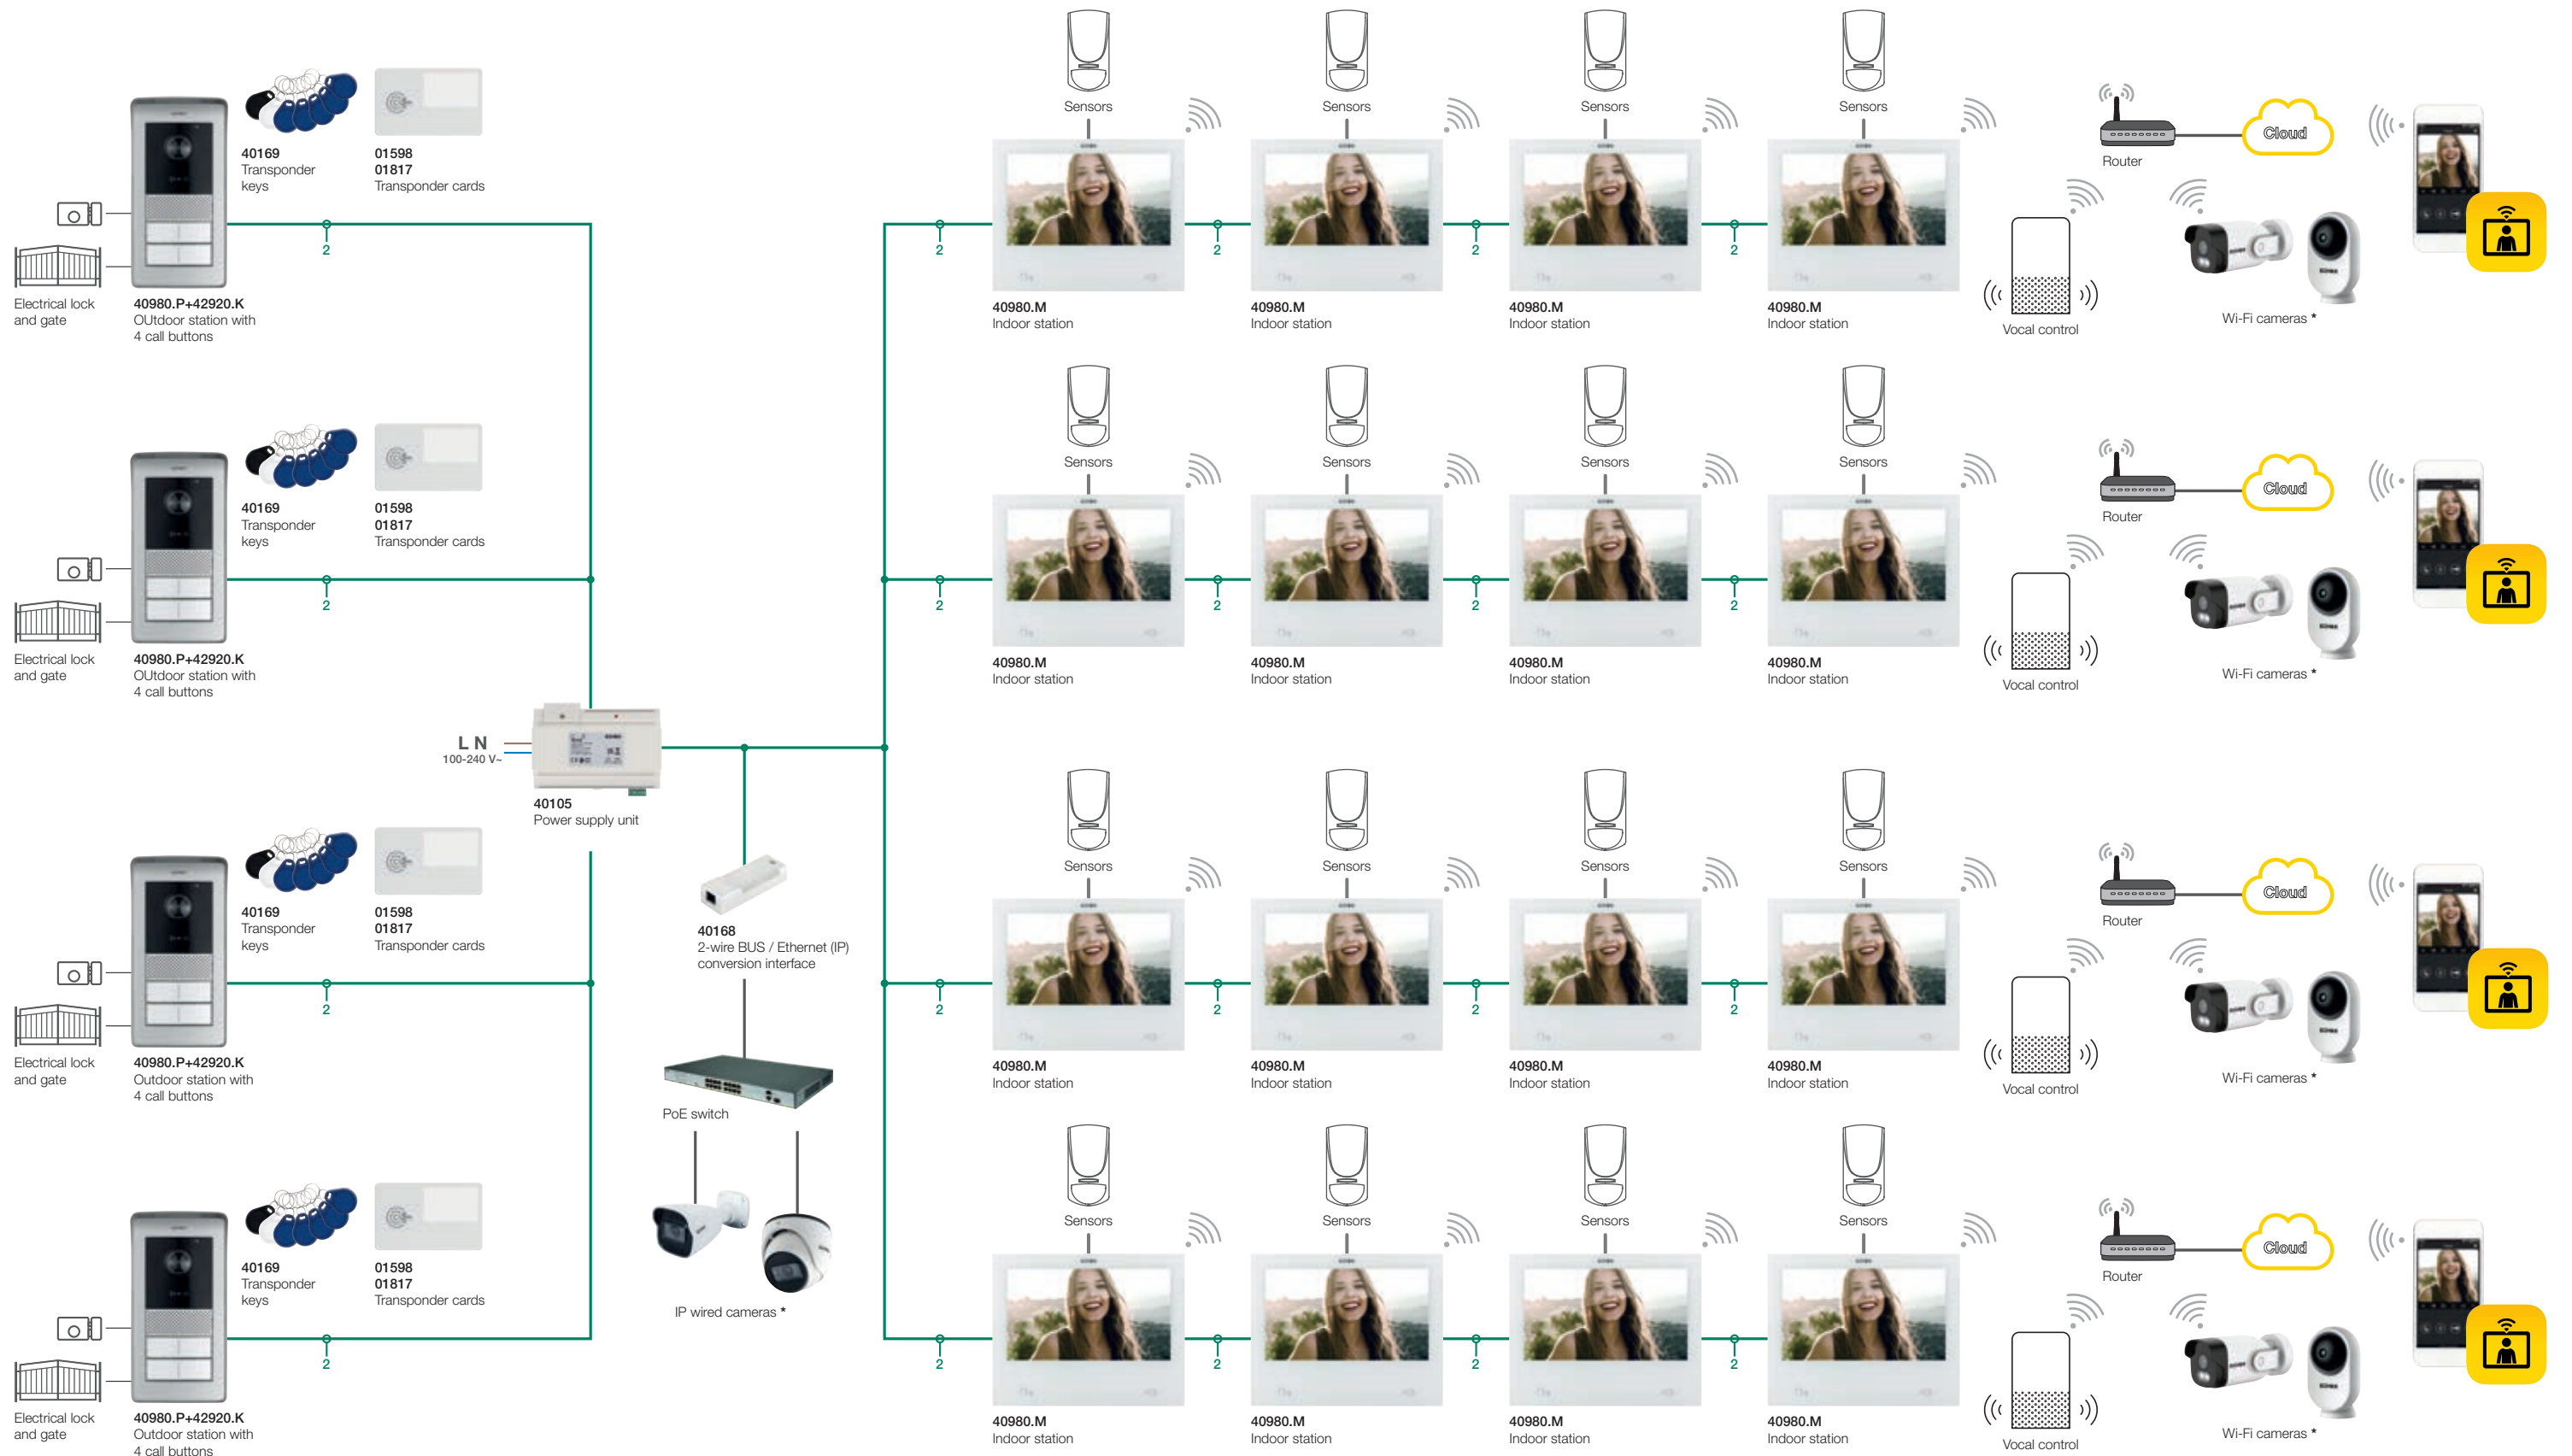 Sensors
Sensors
Sensors
Sensors
40169
Transponder
keys
01598
01817
Transponder cards
Router
Cloud
2
2
2
2
2
Electrical lock
and gate
40980.P+42920.K
OUtdoor station with
4 call buttons
40980.M
Indoor station
40980.M
Indoor station
40980.M
Indoor station
40980.M
Indoor station
Vocal control
Wi-Fi cameras *
Sensors
Sensors
Sensors
Sensors
40169
Transponder
keys
01598
01817
Transponder cards
Router
Cloud
2
2
2
2
2
Electrical lock
and gate
40980.P+42920.K
OUtdoor station with
4 call buttons
40980.M
Indoor station
40980.M
Indoor station
40980.M
Indoor station
40980.M
Indoor station
Vocal control
Wi-Fi cameras *
L N
100-240 V~
40105
Power supply unit
40168
2-wire BUS / Ethernet (IP)
conversion interface
PoE switch
IP wired cameras *
Sensors
Sensors
Sensors
Sensors
40169
Transponder
keys
01598
01817
Transponder cards
Router
Cloud
2
2
2
2
2
Electrical lock
and gate
40980.P+42920.K
Outdoor station with
4 call buttons
40980.M
Indoor station
40980.M
Indoor station
40980.M
Indoor station
40980.M
Indoor station
Vocal control
Wi-Fi cameras *
Sensors
Sensors
Sensors
Sensors
40169
Transponder
keys
01598
01817
Transponder cards
Router
Cloud
2
2
2
2
2
Electrical lock
and gate
40980.P+42920.K
Outdoor station with
4 call buttons
40980.M
Indoor station
40980.M
Indoor station
40980.M
Indoor station
40980.M
Indoor station
Vocal control
Wi-Fi cameras *